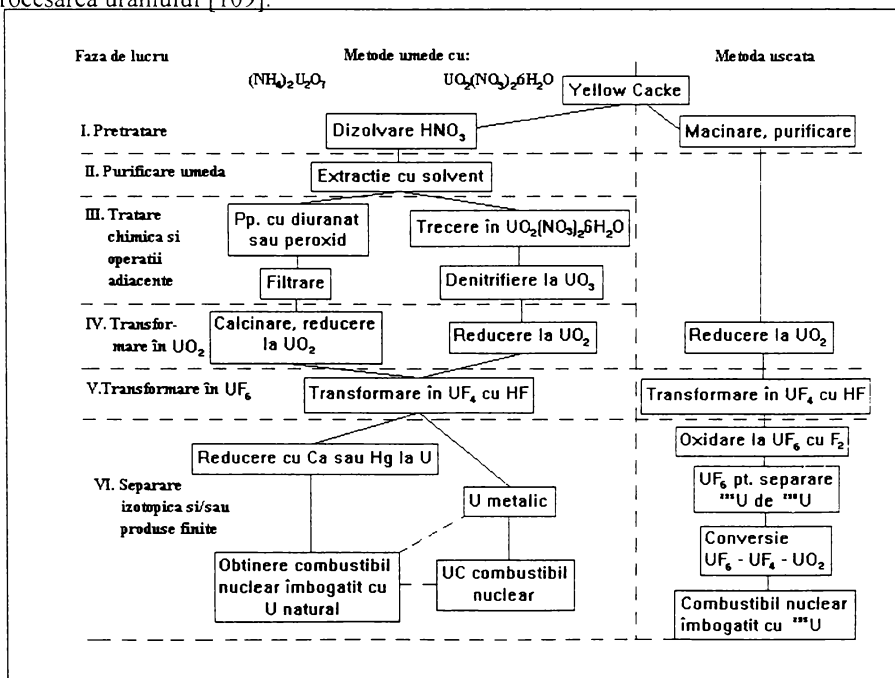 procesarea uraniului [109].
Faza de lucru Metode umede cu: Metoda uscata
(NH₄)₂U₂O₇ UO₂(NO₃)₂6H₂O
Yellow Cacke
I. Pretratare Dizolvare HNO₃ Macinare, purificare
II. Purificare umeda Extractie cu solvent
III. Tratare
chimica si
operatii
adiacente
Pp. cu diuranat
sau peroxid
Trecere în UO₂(NO₃)₂6H₂O
Filtrare Denitrifiere la UO₃
IV. Transfor-
mare în UO₂
Calcinare, reducere
la UO₂
Reducere la UO₂ Reducere la UO₂
V.Transformare în UF₆ Transformare în UF₄ cu HF Transformare în UF₄ cu HF
Oxidare la UF₆ cu F₂
Reducere cu Ca sau Hg la U
UF₆ pt. separare
U de U
VI. Separare
izotopica si/sau
produse finite
U metalic
Conversie
UF₆ - UF₄ - UO₂
Obtinere combustibil
nuclear îmbogatit cu
U natural
UC combustibil
nuclear
Combustibil nuclear
îmbogatit cu U